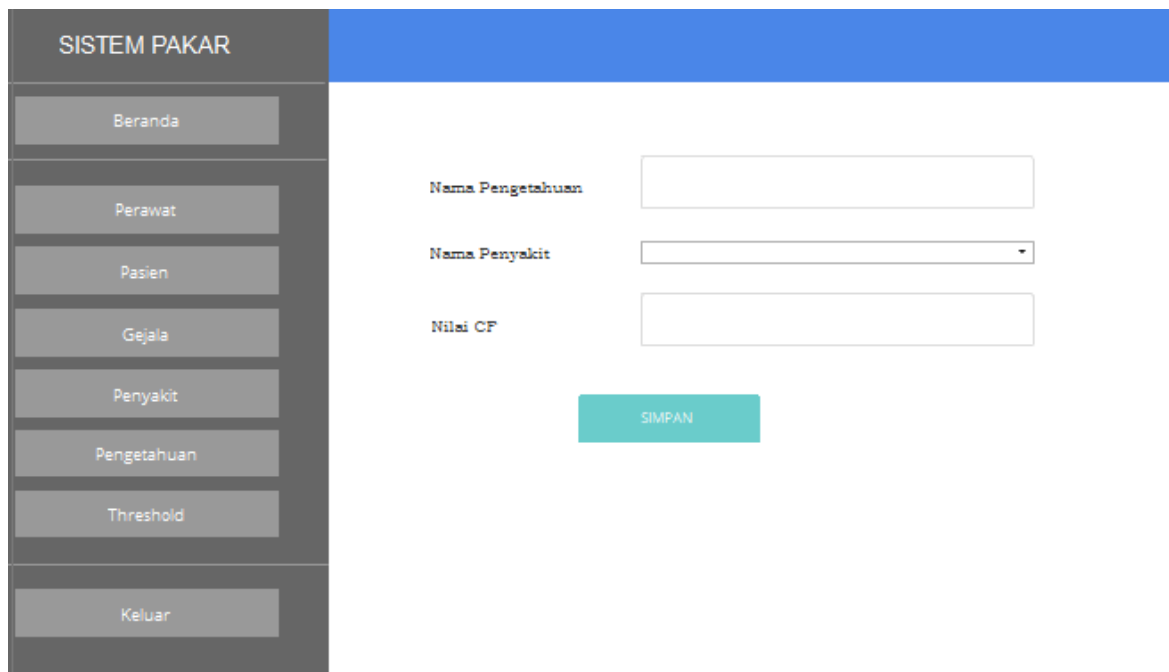 SISTEM PAKAR
Beranda
Perawat
Pasien
Gejala
Penyakit
Pengetahuan
Threshold
Keluar
Nama Pengetahuan
Nama Penyakit
Nilai CF
SIMPAN